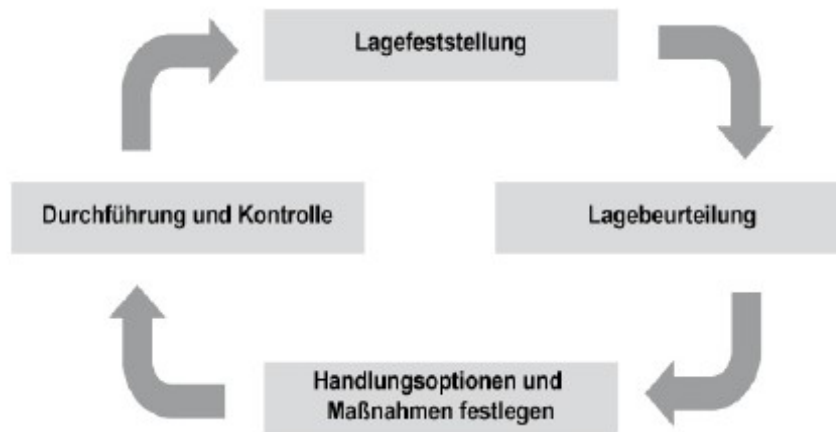 Lagefeststellung
Durchführung und Kontrolle
Lagebeurteilung
Handlungsoptionen und
Maßnahmen festlegen